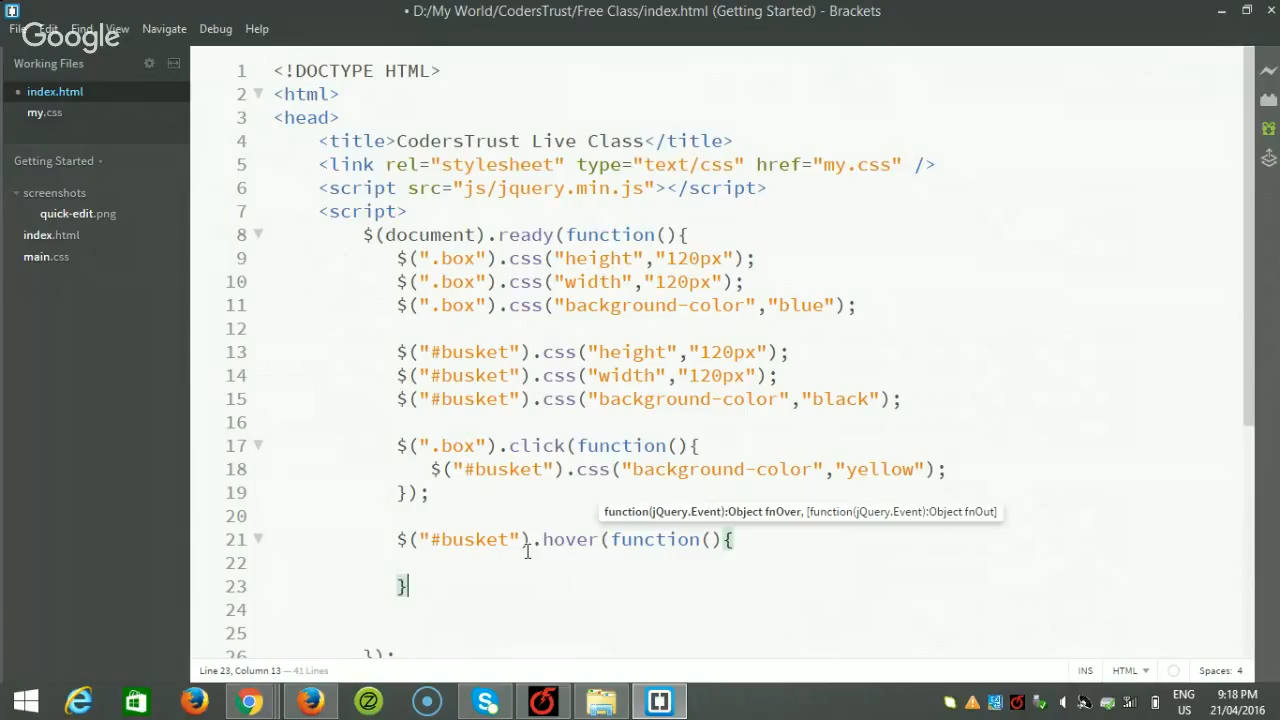 • D:/My World/CodersTrust/Free Class/index.html (Getting Started) - Brackets
File Edit Find View Navigate Debug Help
Google
Working Files
• index.html
my.css
Getting Started
screenshots
quick-edit.png
index.html
main.css
1 <!DOCTYPE HTML>
2 <html>
3 <head>
4 <title>CodersTrust Live Class</title>
5 <link rel="stylesheet" type="text/css" href="my.css" />
6 <script src="js/jquery.min.js"></script>
7 <script>
8 $(document).ready(function(){
9 $(".box").css("height","120px");
10 $(".box").css("width","120px");
11 $(".box").css("background-color","blue");
12
13 $("#busket").css("height","120px");
14 $("#busket").css("width","120px");
15 $("#busket").css("background-color","black");
16
17 $(".box").click(function(){
18 $("#busket").css("background-color","yellow");
19 });
20
function(jQuery.Event):Object fnOver, [function(jQuery.Event):Object fnOut]
21 $("#busket").hover(function(){
22
23 }
24
25
26 });
Line 23, Column 13 — 41 Lines
INS HTML Spaces: 4
ENG
US
9:18 PM
21/04/2016